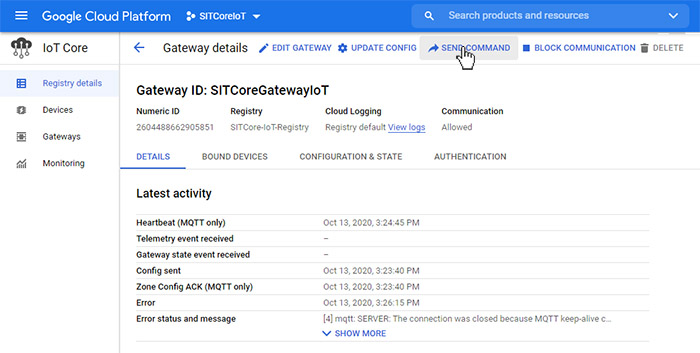 Google Cloud Platform SITCoreIoT Search products and resources
IoT Core Gateway details EDIT GATEWAY UPDATE CONFIG SEND COMMAND BLOCK COMMUNICATION DELETE
Registry details
Devices
Gateways
Monitoring
Gateway ID: SITCoreGatewayIoT
Numeric ID Registry Cloud Logging Communication
2604488662905851 SITCore-IoT-Registry Registry default View logs Allowed
DETAILS BOUND DEVICES CONFIGURATION & STATE AUTHENTICATION
Latest activity
Heartbeat (MQTT only) Oct 13, 2020, 3:24:45 PM
Telemetry event received –
Gateway state event received –
Config sent Oct 13, 2020, 3:23:40 PM
Zone Config ACK (MQTT only) Oct 13, 2020, 3:23:40 PM
Error Oct 13, 2020, 3:26:15 PM
Error status and message [4] mqtt: SERVER: The connection was closed because MQTT keep-alive c...
SHOW MORE